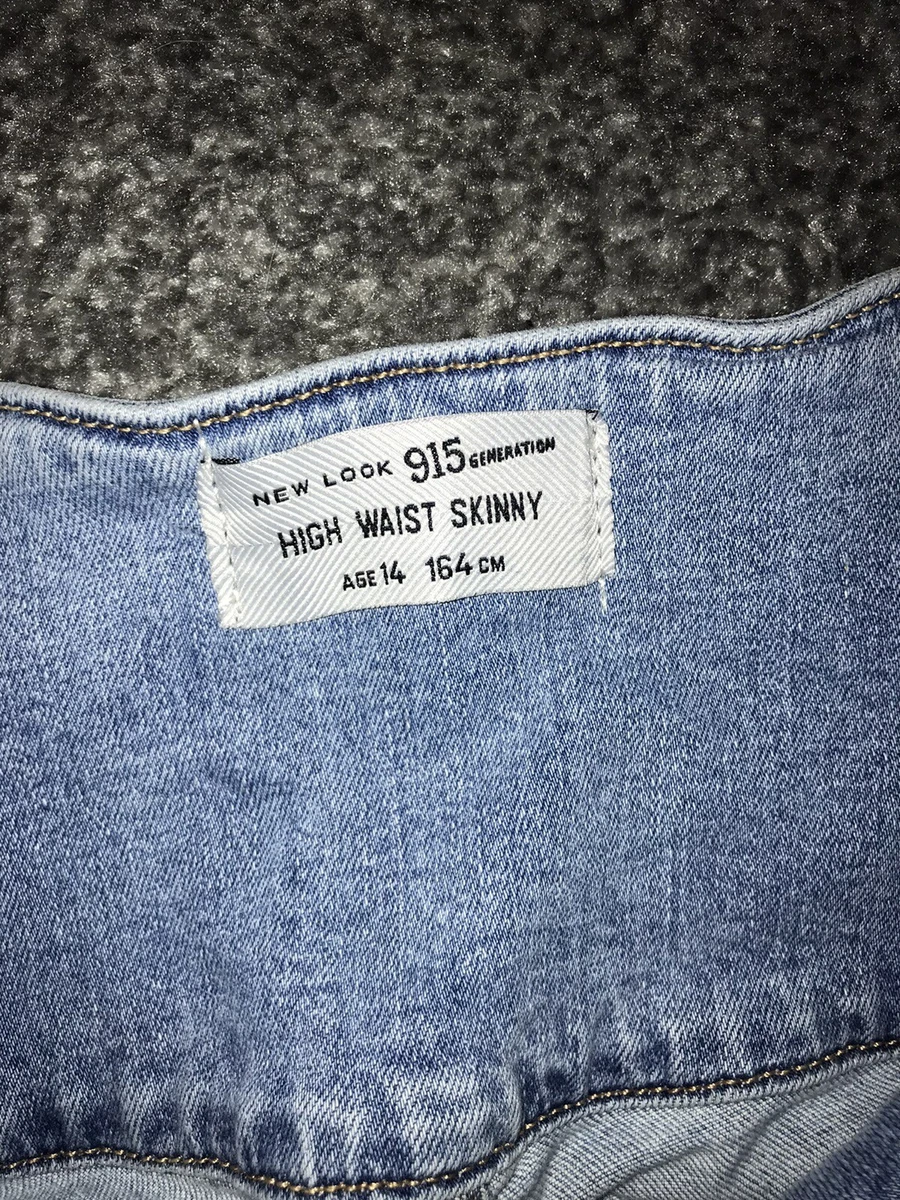 NEW LOOK 915 GENERATION
HIGH WAIST SKINNY
AGE 14 164 CM